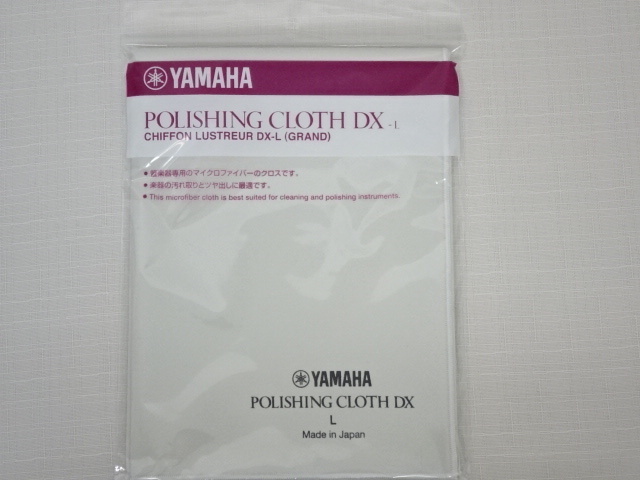 YAMAHA
POLISHING CLOTH DX - L
CHIFFON LUSTREUR DX-L (GRAND)
● 管楽器専用のマイクロファイバーのクロスです。
● 楽器の汚れ取りとツヤ出しに最適です。
● This microfiber cloth is best suited for cleaning and polishing instruments.
YAMAHA
POLISHING CLOTH DX
L
Made in Japan